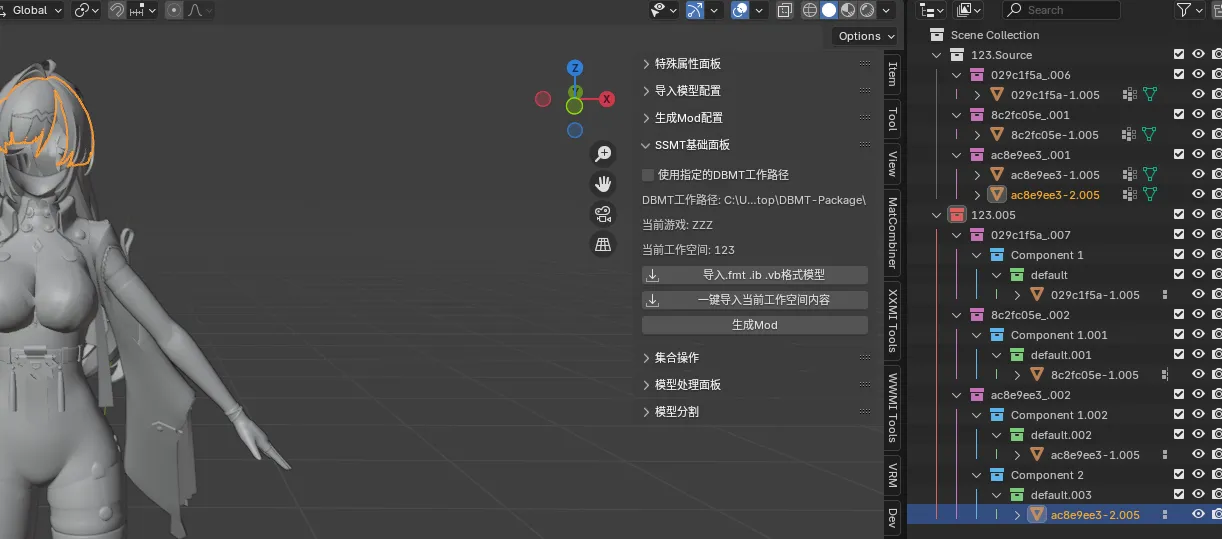 Global
Options
Z
X
特殊属性面板
导入模型配置
生成Mod配置
SSMT基础面板
使用指定的DBMT工作路径
DBMT工作路径: C:\U...top\DBMT-Package\
当前游戏: ZZZ
当前工作空间: 123
导入.fmt .ib .vb格式模型
一键导入当前工作空间内容
生成Mod
集合操作
模型处理面板
模型分割
Item
Tool
View
MatCombiner
XXMI Tools
WWMI Tools
VRM
Dev
Search
Scene Collection
123.Source
029c1f5a_.006
029c1f5a-1.005
8c2fc05e_.001
8c2fc05e-1.005
ac8e9ee3_.001
ac8e9ee3-1.005
ac8e9ee3-2.005
123.005
029c1f5a_.007
Component 1
default
029c1f5a-1.005
8c2fc05e_.002
Component 1.001
default.001
8c2fc05e-1.005
ac8e9ee3_.002
Component 1.002
default.002
ac8e9ee3-1.005
Component 2
default.003
ac8e9ee3-2.005